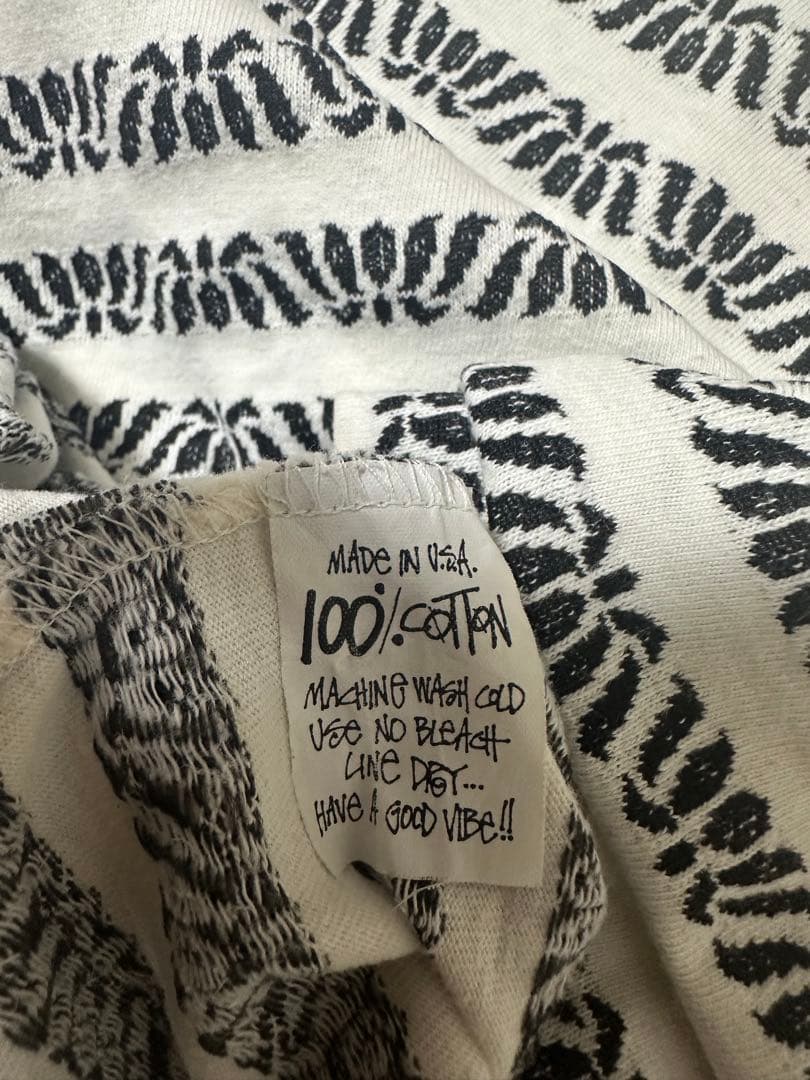 MADE IN U.S.A.
100% COTTON
MACHINE WASH COLD
USE NO BLEACH
LINE DRY...
HAVE A GOOD VIBE!!